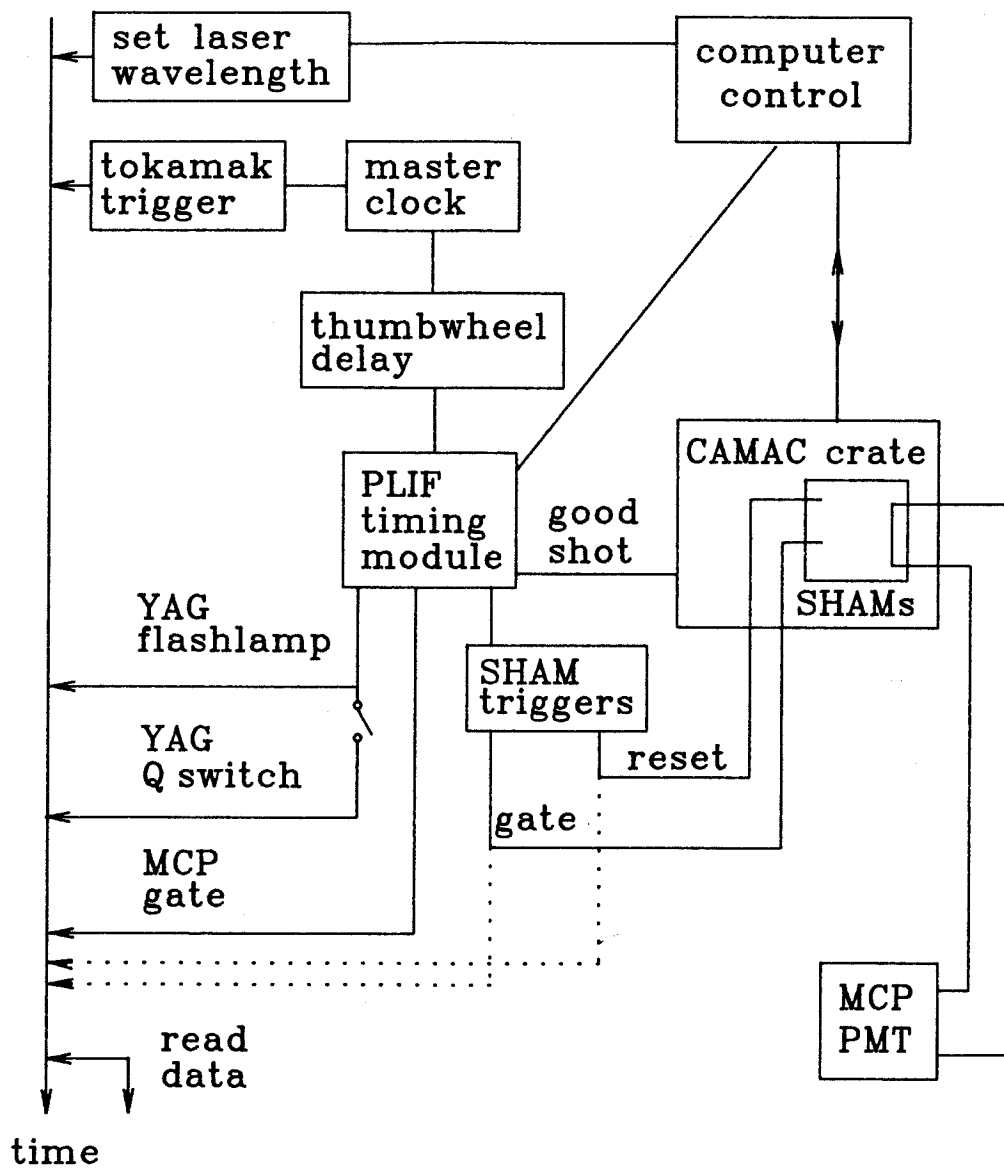 set laser
wavelength
computer
control
tokamak
trigger
master
clock
thumbwheel
delay
PLIF
timing
module
good
shot
CAMAC crate
SHAMs
YAG
flashlamp
SHAM
triggers
YAG
Q switch
reset
gate
MCP
gate
MCP
PMT
read
data
time